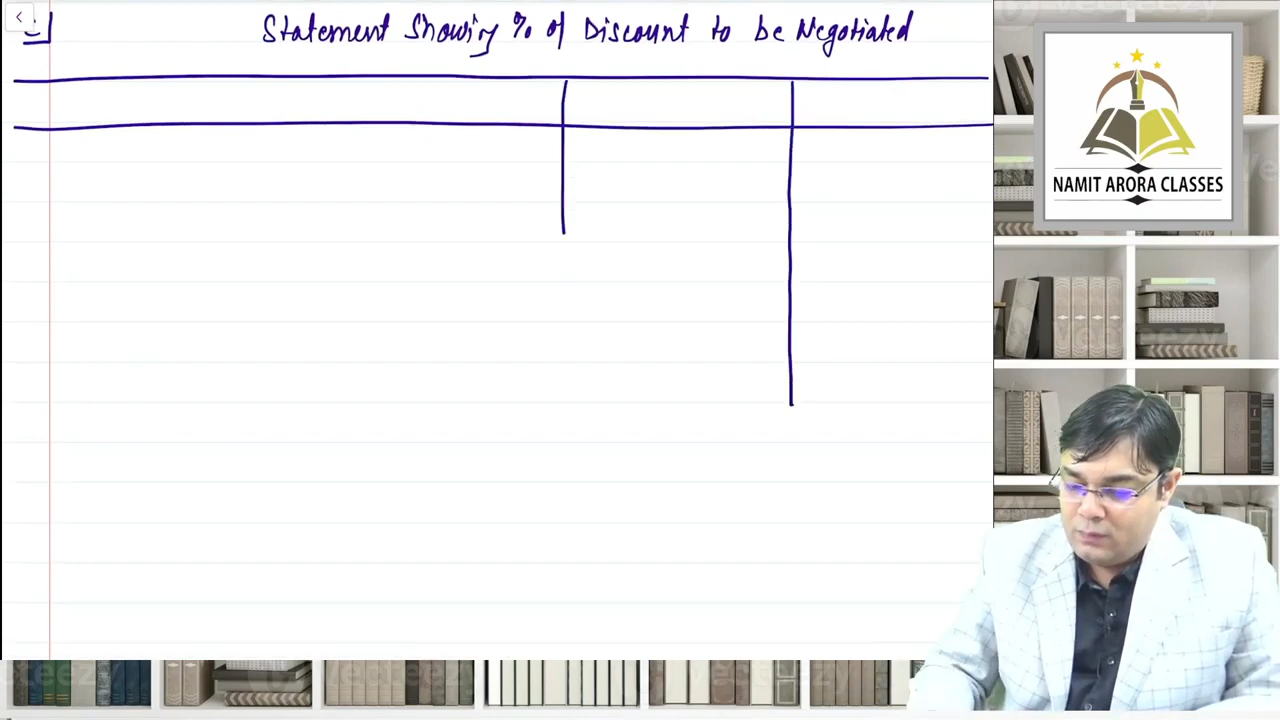 Statement Showing % of Discount to be Negotiated
NAMIT ARORA CLASSES